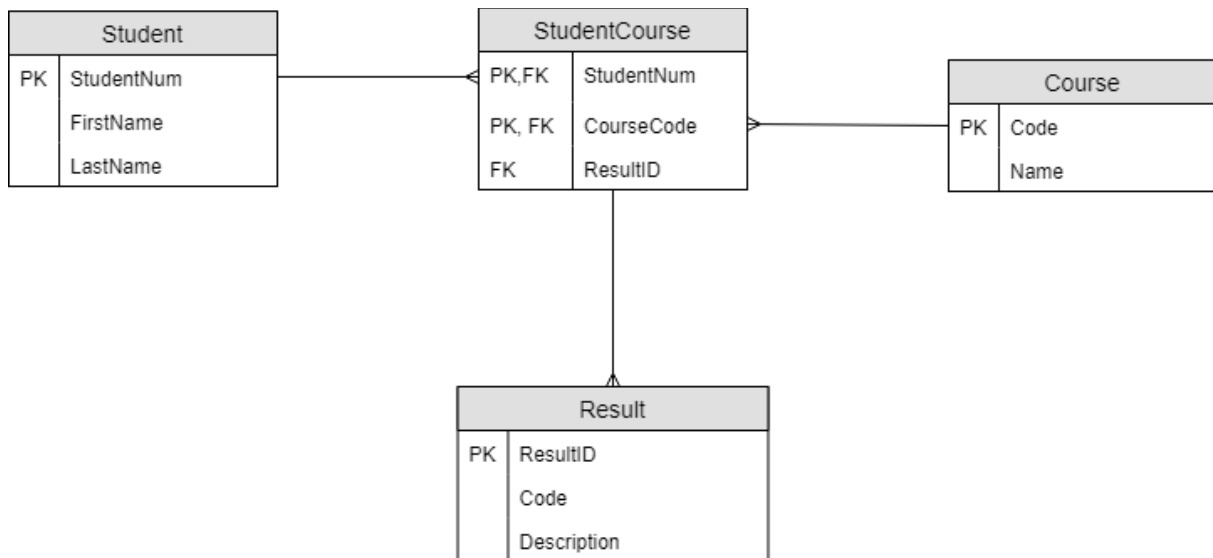 Student
PK StudentNum
FirstName
LastName
StudentCourse
PK,FK StudentNum
PK, FK CourseCode
FK ResultID
Course
PK Code
Name
Result
PK ResultID
Code
Description